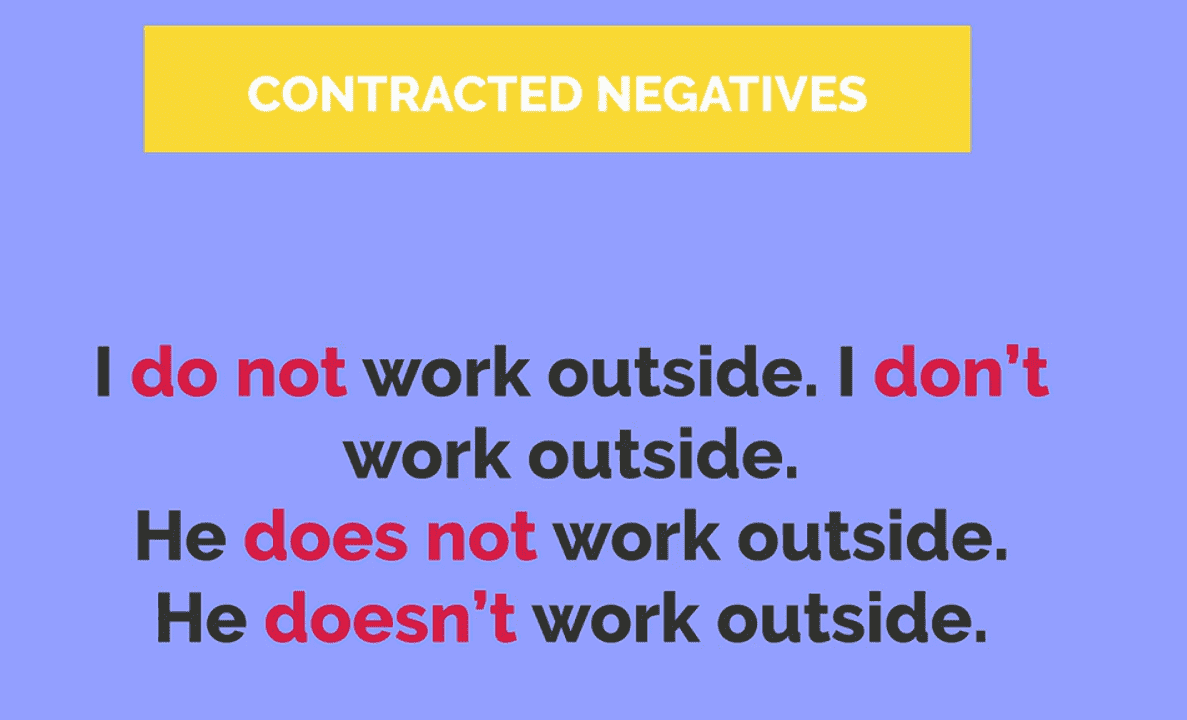 CONTRACTED NEGATIVES
I do not work outside. I don’t
work outside.
He does not work outside.
He doesn’t work outside.